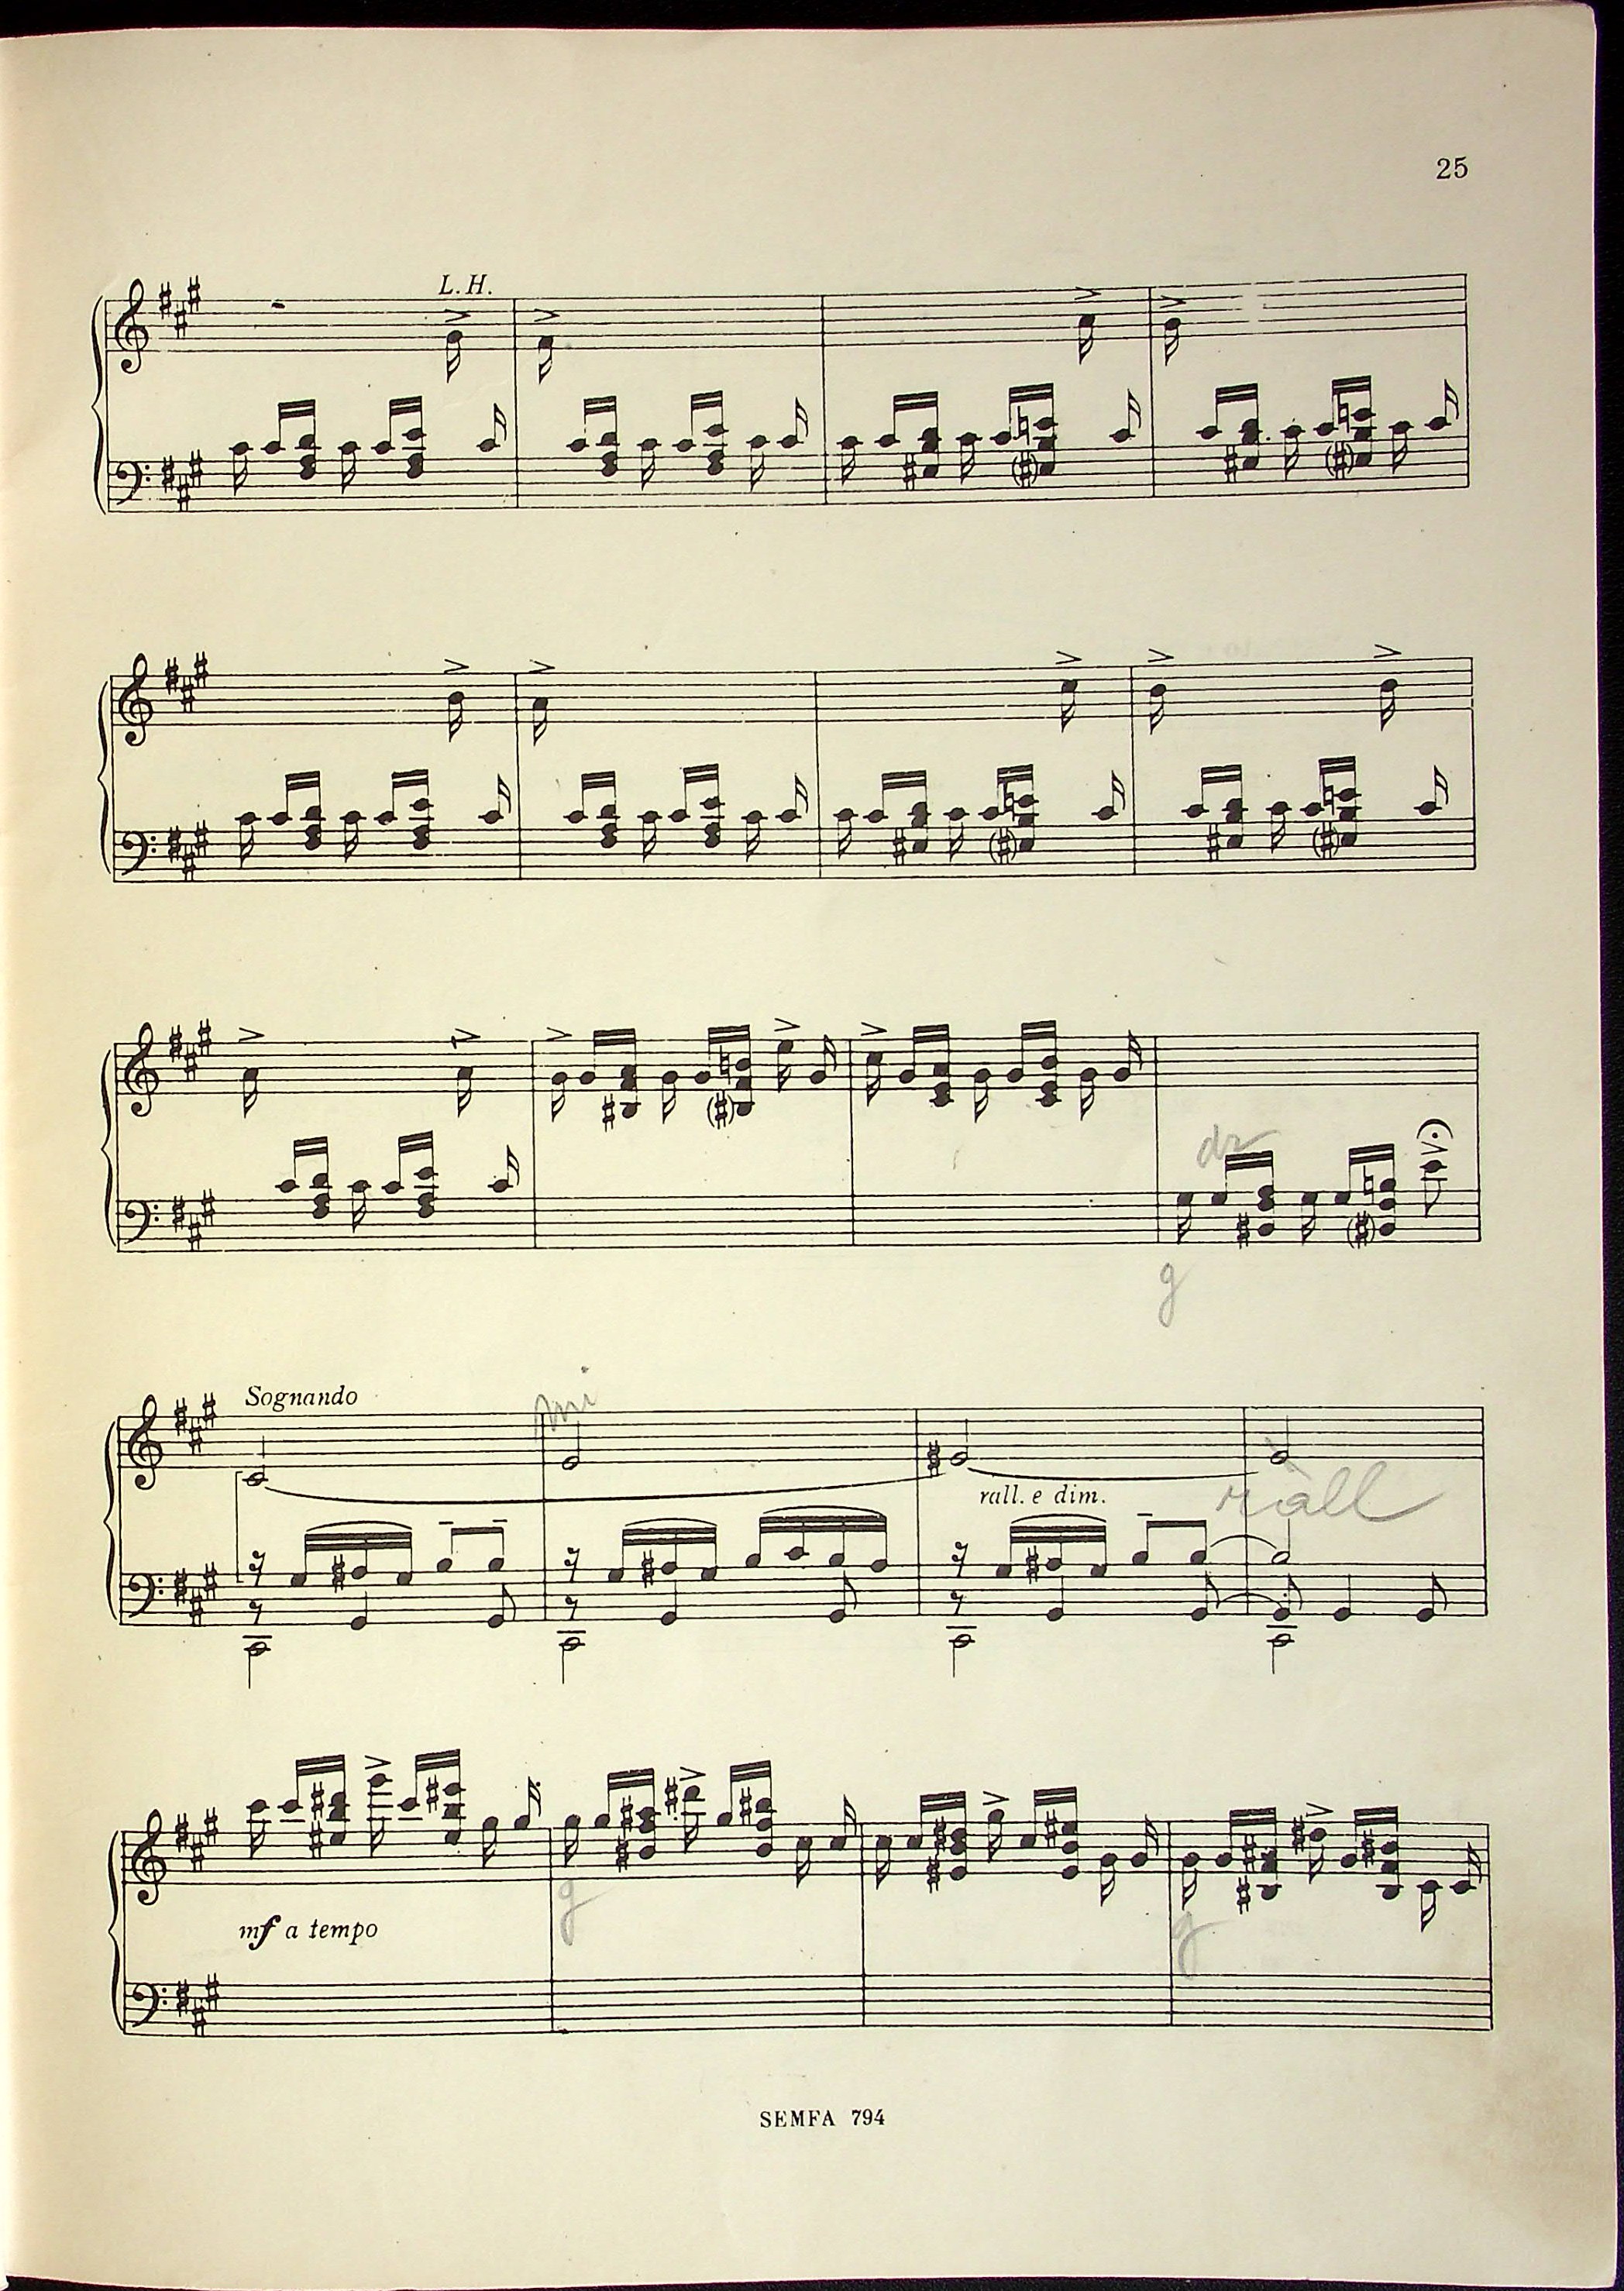 25
L.H.
dr
g
Sognando
mi
rall. e dim.
rall
mf a tempo
g
g
SEMFA 794